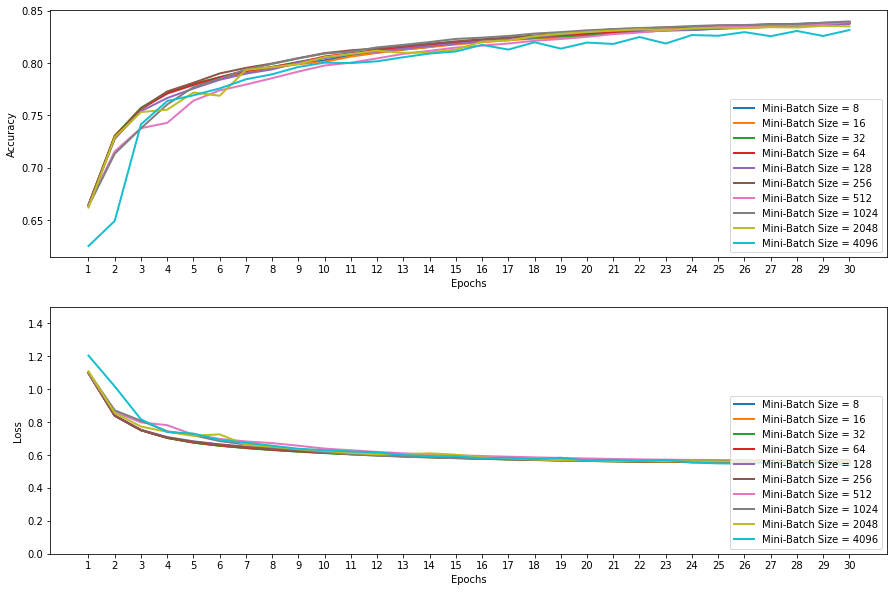 0.85
0.80
0.75
0.70
0.65
Accuracy
Mini-Batch Size = 8
Mini-Batch Size = 16
Mini-Batch Size = 32
Mini-Batch Size = 64
Mini-Batch Size = 128
Mini-Batch Size = 256
Mini-Batch Size = 512
Mini-Batch Size = 1024
Mini-Batch Size = 2048
Mini-Batch Size = 4096
1 2 3 4 5 6 7 8 9 10 11 12 13 14 15 16 17 18 19 20 21 22 23 24 25 26 27 28 29 30
Epochs
1.4
1.2
1.0
0.8
0.6
0.4
0.2
0.0
Loss
Mini-Batch Size = 8
Mini-Batch Size = 16
Mini-Batch Size = 32
Mini-Batch Size = 64
Mini-Batch Size = 128
Mini-Batch Size = 256
Mini-Batch Size = 512
Mini-Batch Size = 1024
Mini-Batch Size = 2048
Mini-Batch Size = 4096
1 2 3 4 5 6 7 8 9 10 11 12 13 14 15 16 17 18 19 20 21 22 23 24 25 26 27 28 29 30
Epochs